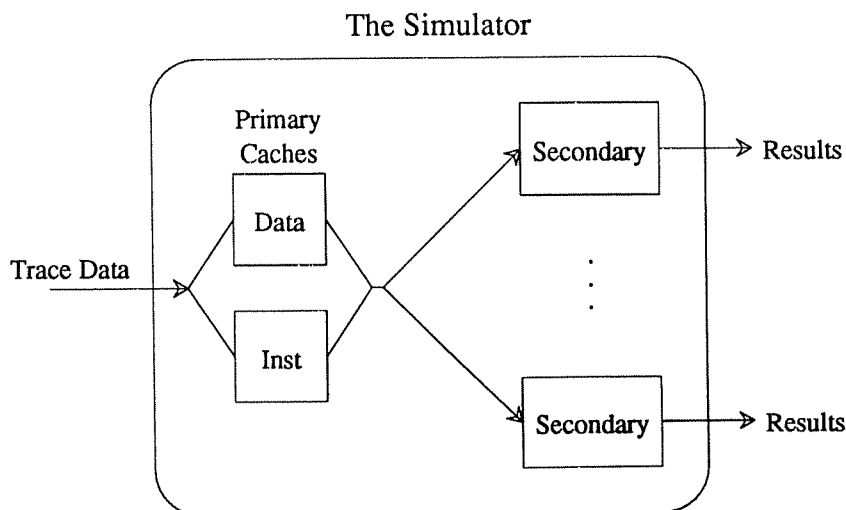 The Simulator
Primary
Caches
Data
Inst
Trace Data
Secondary
Results
Secondary
Results